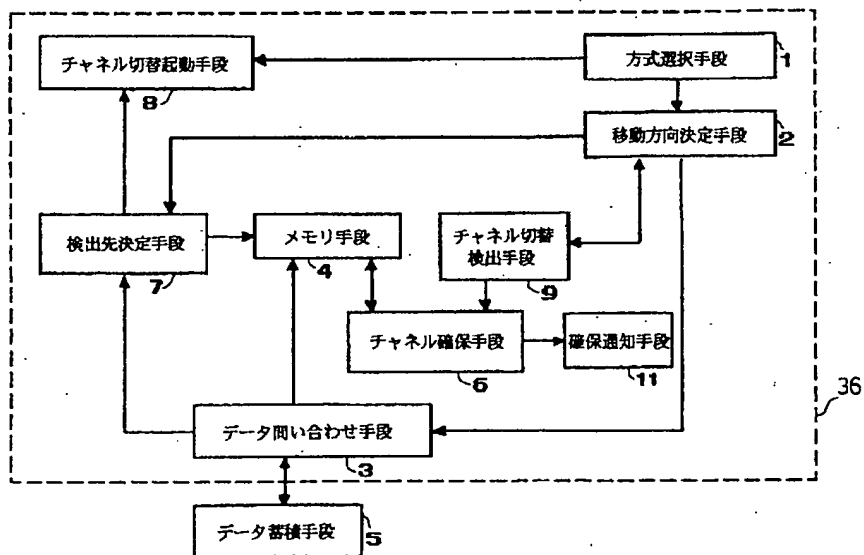 チャネル切替起動手段
8
方式選択手段
1
移動方向決定手段
2
検出先決定手段
7
メモリ手段
4
チャネル切替
検出手段
9
チャネル確保手段
6
確保通知手段
11
36
データ問い合わせ手段
3
データ蓄積手段
5